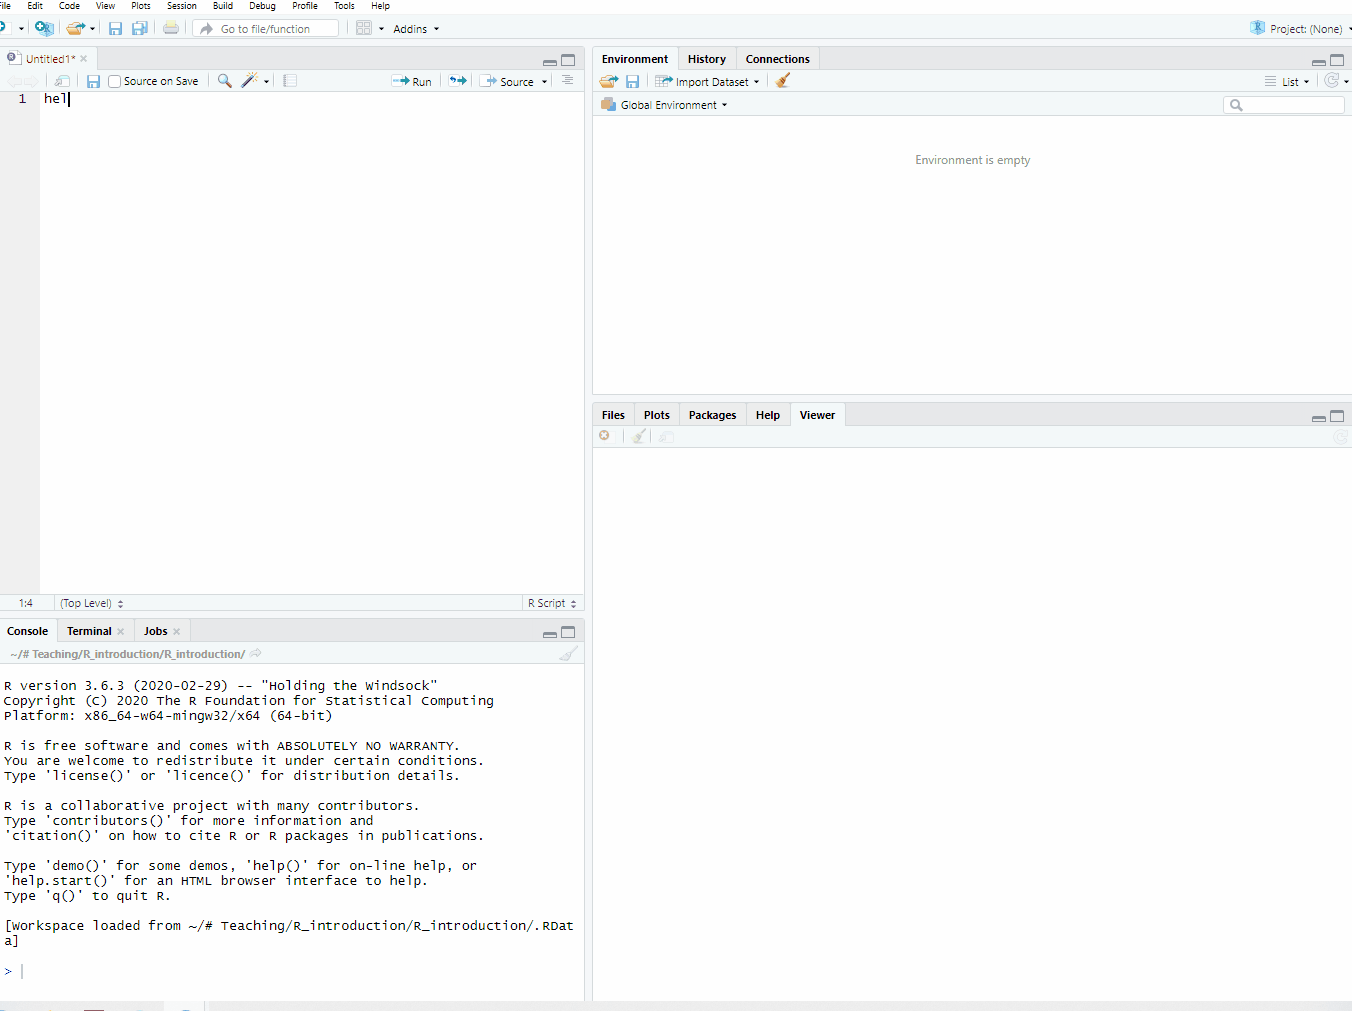 File Edit Code View Plots Session Build Debug Profile Tools Help
Go to file/function Addins Project: (None)
Untitled1*
Source on Save Run Source
1 hel
1:4 (Top Level) R Script
Console Terminal Jobs
~/# Teaching/R_introduction/R_introduction/
R version 3.6.3 (2020-02-29) -- "Holding the Windsock"
Copyright (C) 2020 The R Foundation for Statistical Computing
Platform: x86_64-w64-mingw32/x64 (64-bit)
R is free software and comes with ABSOLUTELY NO WARRANTY.
You are welcome to redistribute it under certain conditions.
Type 'license()' or 'licence()' for distribution details.
R is a collaborative project with many contributors.
Type 'contributors()' for more information and
'citation()' on how to cite R or R packages in publications.
Type 'demo()' for some demos, 'help()' for on-line help, or
'help.start()' for an HTML browser interface to help.
Type 'q()' to quit R.
[Workspace loaded from ~/# Teaching/R_introduction/R_introduction/.RDat
a]
>
Environment History Connections
Import Dataset List
Global Environment
Environment is empty
Files Plots Packages Help Viewer